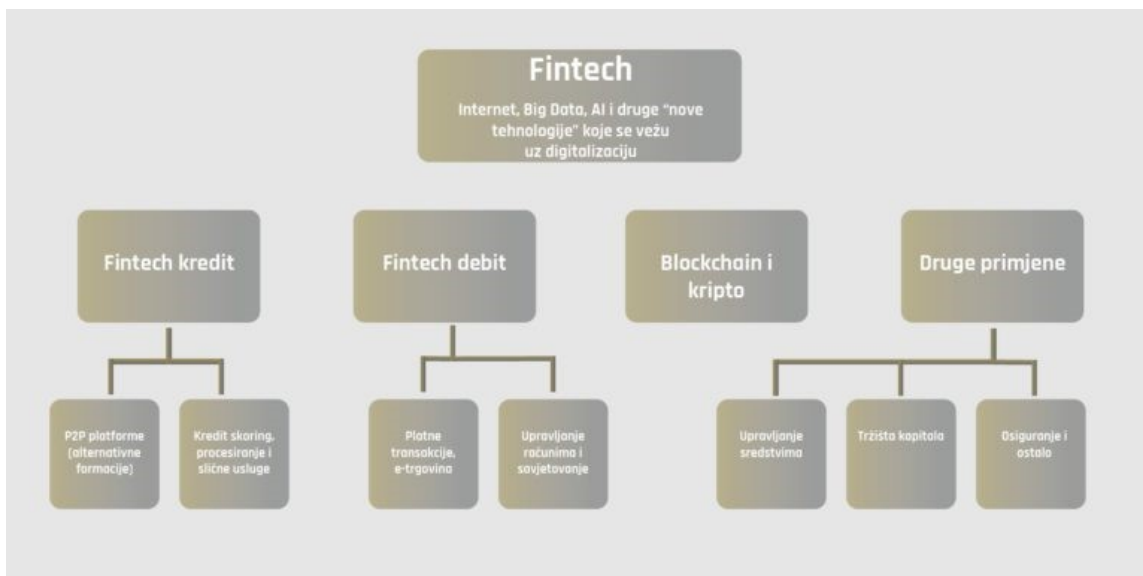 Fintech
Internet, Big Data, AI i druge “nove
tehnologije” koje se vežu
uz digitalizaciju
Fintech kredit
Fintech debit
Blockchain i
kripto
Druge primjene
P2P platforme
(alternativne
formacije)
Kredit skoring,
procesiranje i
slične usluge
Platne
transakcije,
e-trgovina
Upravljanje
računima i
savjetovanje
Upravljanje
sredstvima
Tržišta kapitala
Osiguranje i
ostalo